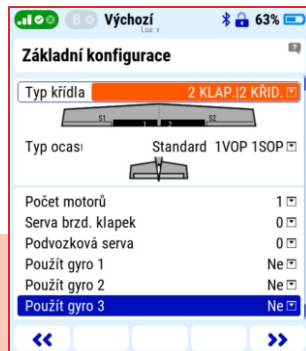 B Výchozí 63%
Lua: x
Základní konfigurace
Typ křídla 2 KLAP.|2 KŘID.
S1 1 2 S2
Typ ocasu Standard 1VOP 1SOP
Počet motorů 1
Serva brzd. klapek 0
Podvozková serva 0
Použít gyro 1 Ne
Použít gyro 2 Ne
Použít gyro 3 Ne
<< >>